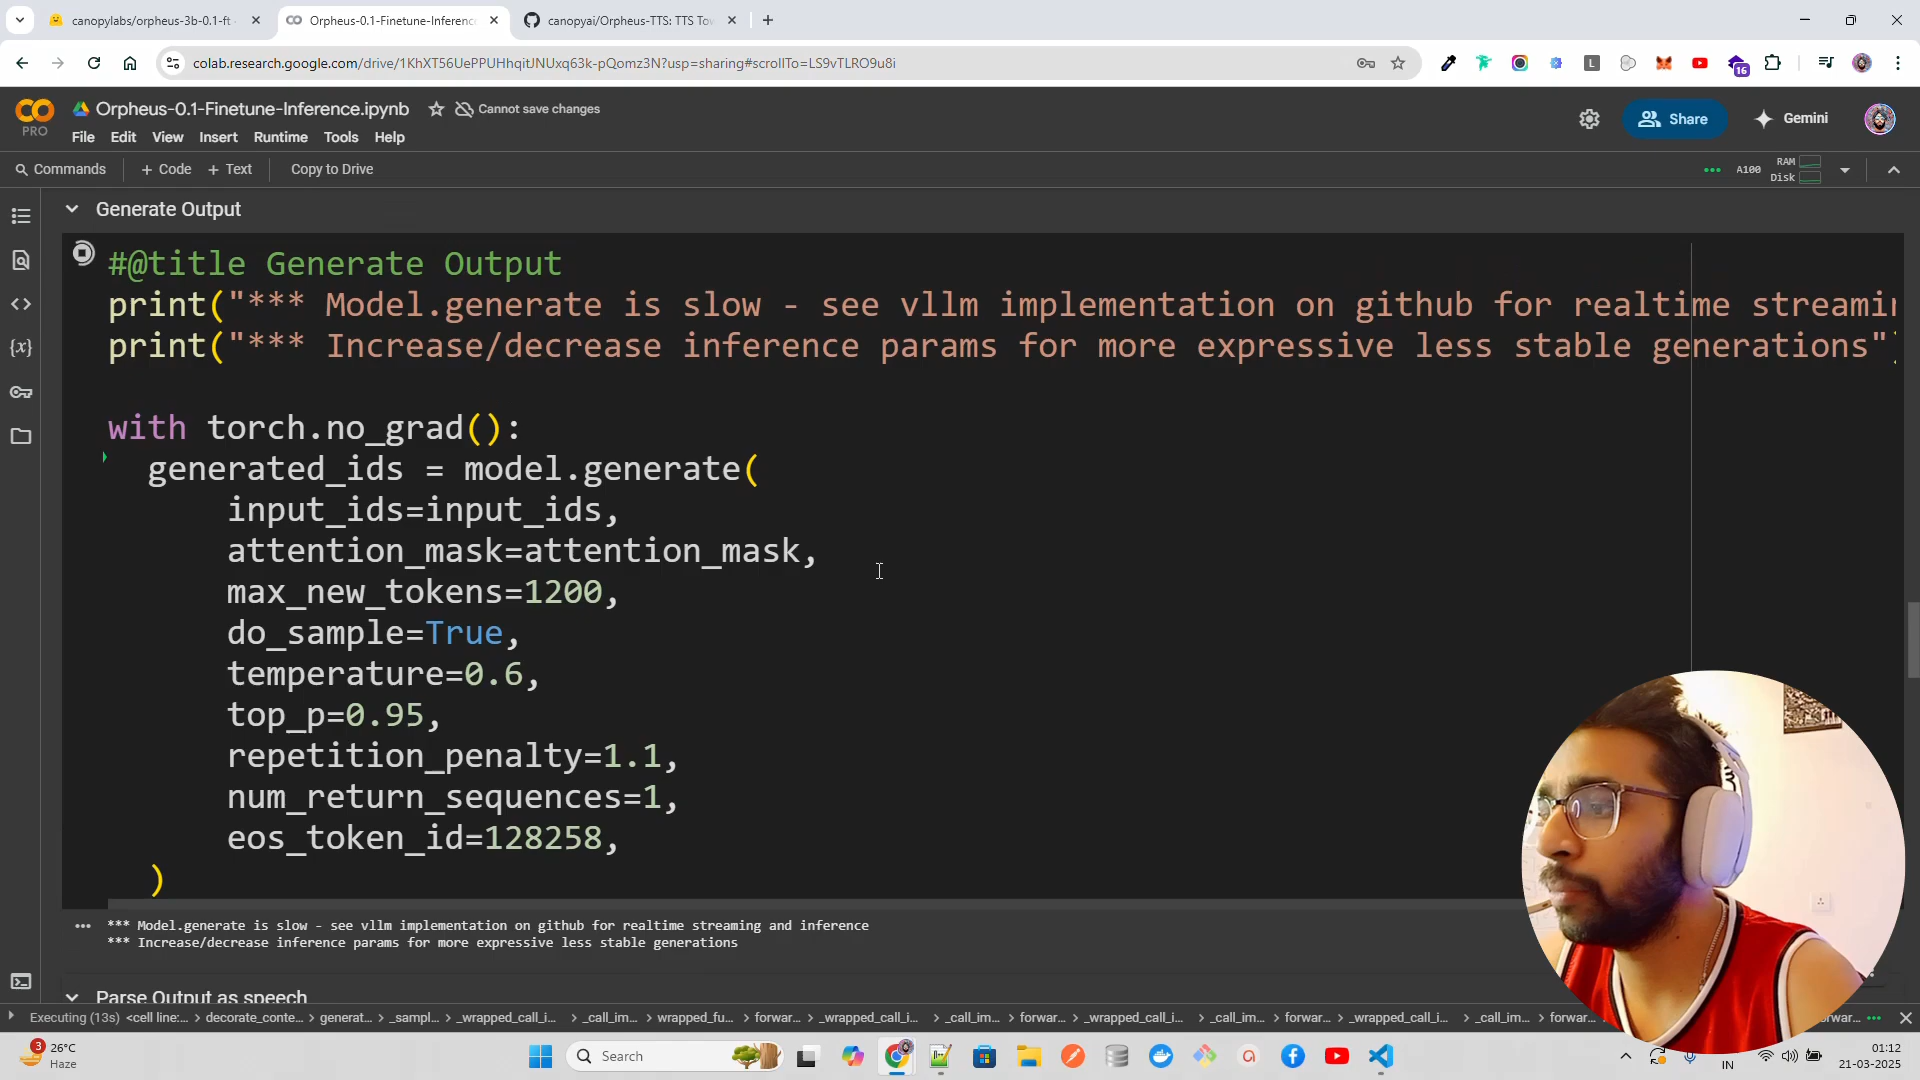 canopylabs/orpheus-3b-0.1-ft
Orpheus-0.1-Finetune-Inference
canopyai/Orpheus-TTS: TTS Tow
colab.research.google.com/drive/1KhXT56UePPUHhqitJNUxq63k-pQomz3N?usp=sharing#scrollTo=LS9vTLRO9u8i
16
PRO
Orpheus-0.1-Finetune-Inference.ipynb
Cannot save changes
File Edit View Insert Runtime Tools Help
Share
Gemini
Commands + Code + Text Copy to Drive
A100 RAM
Disk
Generate Output
#@title Generate Output
print("*** Model.generate is slow - see vllm implementation on github for realtime streamin
print("*** Increase/decrease inference params for more expressive less stable generations")
with torch.no_grad():
generated_ids = model.generate(
input_ids=input_ids,
attention_mask=attention_mask,
max_new_tokens=1200,
do_sample=True,
temperature=0.6,
top_p=0.95,
repetition_penalty=1.1,
num_return_sequences=1,
eos_token_id=128258,
)
*** Model.generate is slow - see vllm implementation on github for realtime streaming and inference
*** Increase/decrease inference params for more expressive less stable generations
Parse Output as speech
Executing (13s) <cell line:... > decorate_conte... > generat... > _sampl... > _wrapped_call_i... > _call_im... > wrapped_fu... > forwar... > _wrapped_call_i... > _call_im... > forwar... > _wrapped_call_i... > _call_im... > forwar... > _wrapped_call_i... > _call_im... > forwar...
3
26°C
Haze
Search
IN
01:12
21-03-2025